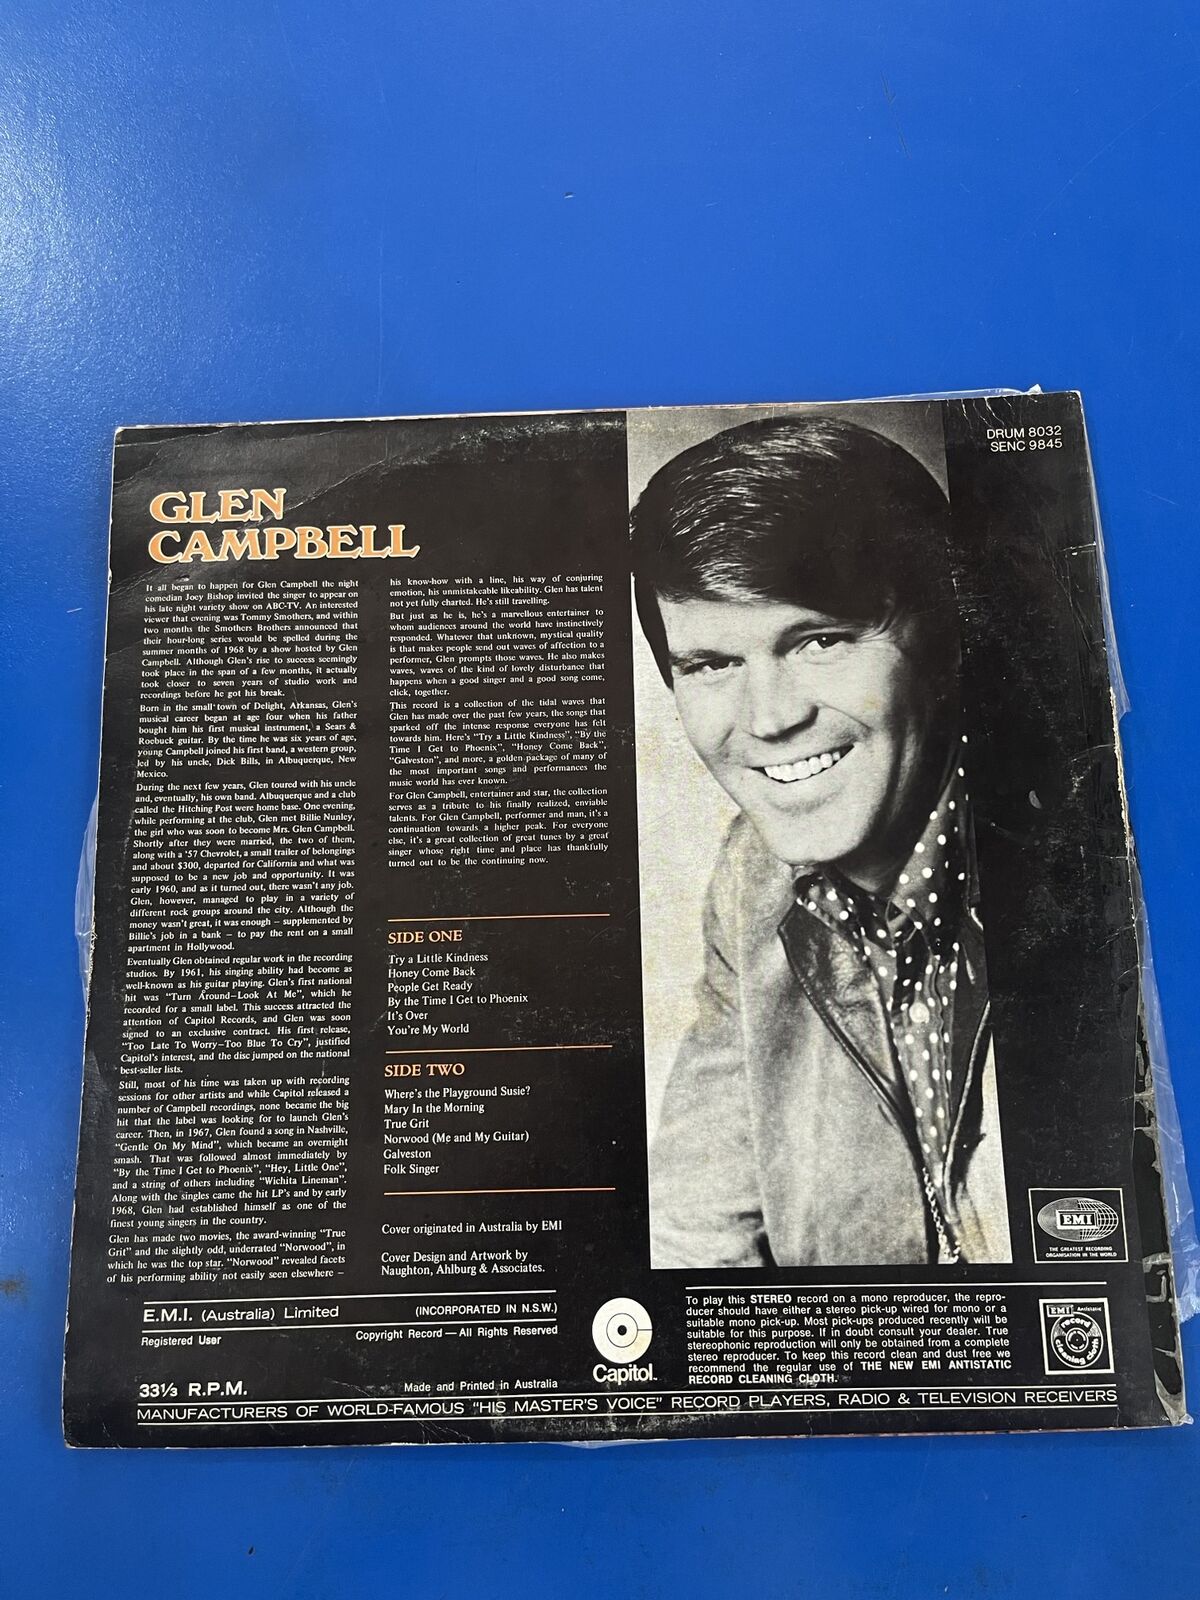 DRUM 8032
SENC 9845
GLEN
CAMPBELL
It all began to happen for Glen Campbell the night
comedian Joey Bishop invited the singer to appear on
his late night variety show on ABC-TV. An interested
viewer that evening was Tommy Smothers, and within
two months the Smothers Brothers announced that
their hour-long series would be spelled during the
summer months of 1968 by a show hosted by Glen
Campbell. Although Glen's rise to success seemingly
took place in the span of a few months, it actually
took closer to seven years of studio work and
recordings before he got his break.
Born in the small town of Delight, Arkansas, Glen's
musical career began at age four when his father
bought him his first musical instrument, a Sears &
Roebuck guitar. By the time he was six years of age,
young Campbell joined his first band, a western group,
led by his uncle, Dick Bills, in Albuquerque, New
Mexico.
During the next few years, Glen toured with his uncle
and, eventually, his own band. Albuquerque and a club
called the Hitching Post were home base. One evening,
while performing at the club, Glen met Billie Nunley,
the girl who was soon to become Mrs. Glen Campbell.
Shortly after they were married, the two of them,
along with a '57 Chevrolet, a small trailer of belongings
and about $300, departed for California and what was
supposed to be a new job and opportunity. It was
early 1960, and as it turned out, there wasn't any job.
Glen, however, managed to play in a variety of
different rock groups around the city. Although the
money wasn't great, it was enough – supplemented by
Billie's job in a bank – to pay the rent on a small
apartment in Hollywood.
Eventually Glen obtained regular work in the recording
studios. By 1961, his singing ability had become as
well-known as his guitar playing. Glen's first national
hit was "Turn Around–Look At Me", which he
recorded for a small label. This success attracted the
attention of Capitol Records, and Glen was soon
signed to an exclusive contract. His first release,
"Too Late To Worry–Too Blue To Cry", justified
Capitol's interest, and the disc jumped on the national
best-seller lists.
Still, most of his time was taken up with recording
sessions for other artists and while Capitol released a
number of Campbell recordings, none became the big
hit that the label was looking for to launch Glen's
career. Then, in 1967, Glen found a song in Nashville,
"Gentle On My Mind", which became an overnight
smash. That was followed almost immediately by
"By the Time I Get to Phoenix", "Hey, Little One",
and a string of others including "Wichita Lineman".
Along with the singles came the hit LP's and by early
1968, Glen had established himself as one of the
finest young singers in the country.
Glen has made two movies, the award-winning "True
Grit" and the slightly odd, underrated "Norwood", in
which he was the top star. "Norwood" revealed facets
of his performing ability not easily seen elsewhere –
his know-how with a line, his way of conjuring
emotion, his unmistakeable likeability. Glen has talent
not yet fully charted. He's still travelling.
But just as he is, he's a marvellous entertainer to
whom audiences around the world have instinctively
responded. Whatever that unknown, mystical quality
is that makes people send out waves of affection to a
performer, Glen prompts those waves. He also makes
waves, waves of the kind of lovely disturbance that
happens when a good singer and a good song come,
click, together.
This record is a collection of the tidal waves that
Glen has made over the past few years, the songs that
sparked off the intense response everyone has felt
towards him. Here's "Try a Little Kindness", "By the
Time I Get to Phoenix", "Honey Come Back",
"Galveston", and more, a golden package of many of
the most important songs and performances the
music world has ever known.
For Glen Campbell, entertainer and star, the collection
serves as a tribute to his finally realized, enviable
talents. For Glen Campbell, performer and man, it's a
continuation towards a higher peak. For everyone
else, it's a great collection of great tunes by a great
singer whose right time and place has thankfully
turned out to be the continuing now.
SIDE ONE
Try a Little Kindness
Honey Come Back
People Get Ready
By the Time I Get to Phoenix
It's Over
You're My World
SIDE TWO
Where's the Playground Susie?
Mary In the Morning
True Grit
Norwood (Me and My Guitar)
Galveston
Folk Singer
Cover originated in Australia by EMI
Cover Design and Artwork by
Naughton, Ahlburg & Associates.
EMI
THE GREATEST RECORDING
ORGANISATION IN THE WORLD
E.M.I. (Australia) Limited
(INCORPORATED IN N.S.W.)
Registered User
Copyright Record — All Rights Reserved
33⅓ R.P.M.
Made and Printed in Australia
Capitol
To play this STEREO record on a mono reproducer, the repro-
ducer should have either a stereo pick-up wired for mono or a
suitable mono pick-up. Most pick-ups produced recently will be
suitable for this purpose. If in doubt consult your dealer. True
stereophonic reproduction will only be obtained from a complete
stereo reproducer. To keep this record clean and dust free we
recommend the regular use of THE NEW EMI ANTISTATIC
RECORD CLEANING CLOTH.
EMI Antistatic
record
cleaning cloth
MANUFACTURERS OF WORLD-FAMOUS "HIS MASTER'S VOICE" RECORD PLAYERS, RADIO & TELEVISION RECEIVERS